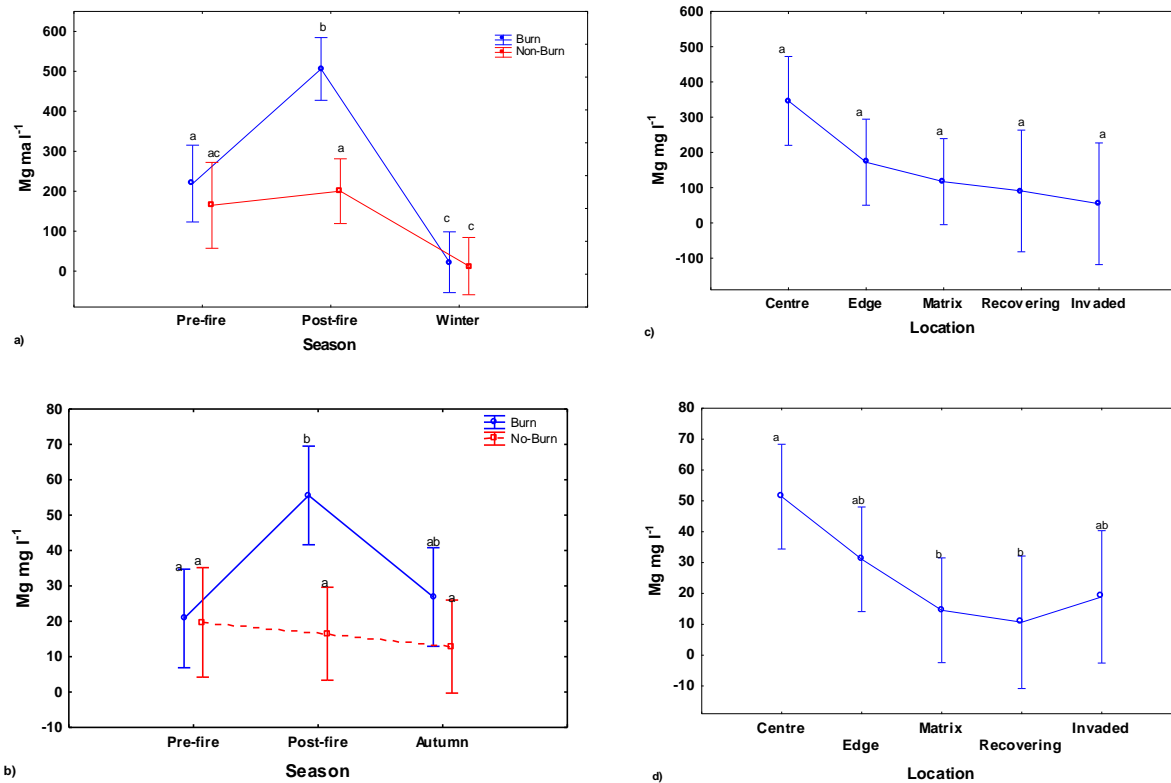 600
500
400
300
200
100
0
Mg mg l-1
b
a
ac
a
c
c
Burn
Non-Burn
Pre-fire
Post-fire
Winter
Season
a)
600
500
400
300
200
100
0
-100
Mg mg l-1
a
a
a
a
a
Centre
Edge
Matrix
Recovering
Invaded
Location
c)
80
70
60
50
40
30
20
10
0
-10
Mg mg l-1
b
a
a
a
ab
a
Burn
No-Burn
Pre-fire
Post-fire
Autumn
Season
b)
80
70
60
50
40
30
20
10
0
-10
Mg mg l-1
a
ab
b
b
ab
Centre
Edge
Matrix
Recovering
Invaded
Location
d)